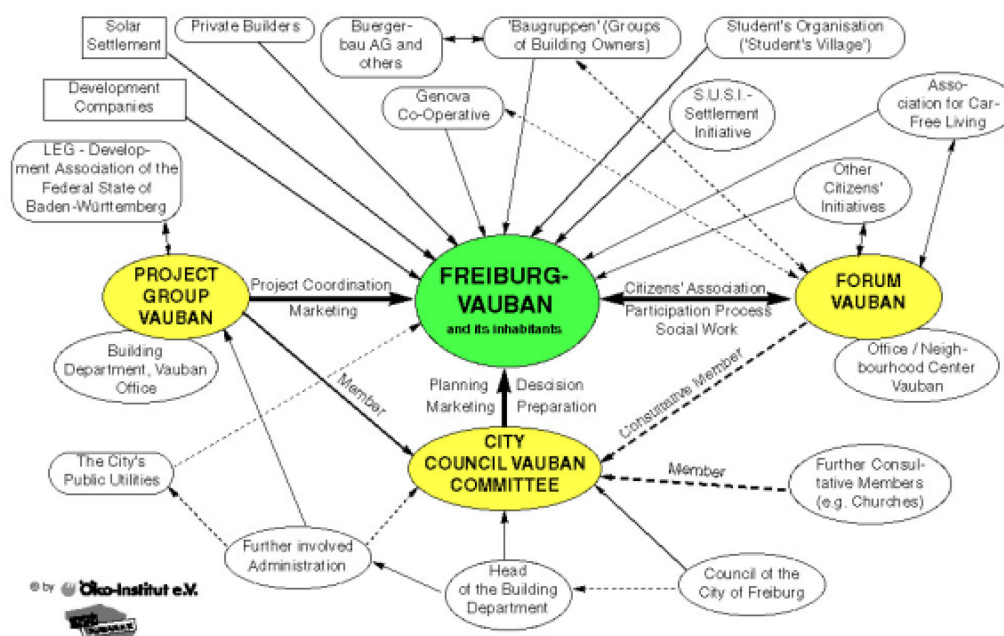 Solar
Settlement
Private Builders
Buerger-
bau AG and
others
'Baugruppen' (Groups
of Building Owners)
Student's Organisation
('Student's Village')
Development
Companies
Genova
Co-Operative
S.U.S.I.-
Settlement
Initiative
Asso-
ciation for Car-
Free Living
LEG - Develop-
ment Association of the
Federal State of
Baden-Württemberg
Other
Citizens'
Initiatives
PROJECT
GROUP
VAUBAN
Project Coordination
Marketing
FREIBURG-
VAUBAN
and its inhabitants
Citizens' Association
Participation Process
Social Work
FORUM
VAUBAN
Building
Department, Vauban
Office
Office / Neigh-
bourhood Center
Vauban
Member
Planning
Marketing
Descision
Preparation
Consultative Member
The City's
Public Utilities
CITY
COUNCIL VAUBAN
COMMITTEE
Member
Further Consul-
tative Members
(e.g. Churches)
Further involved
Administration
Head
of the Building
Department
Council of the
City of Freiburg
© by Öko-Institut e.V.